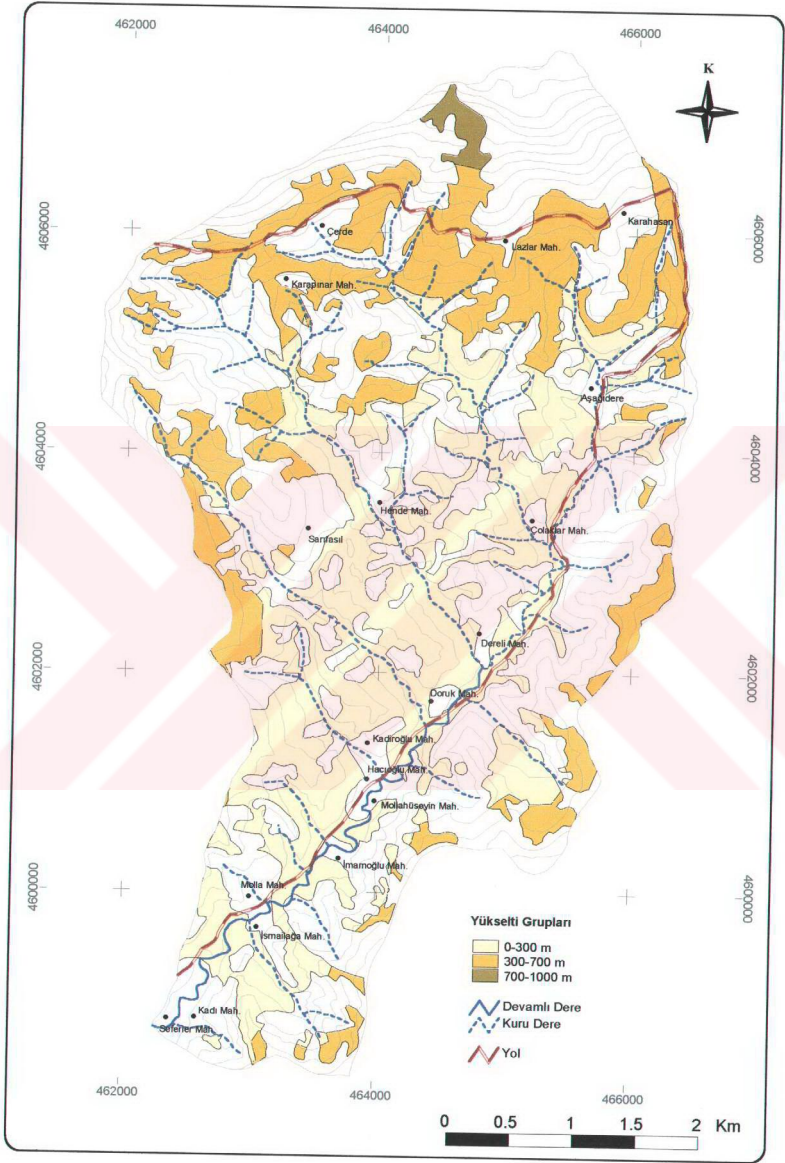 462000
464000
466000
K
4606000
4606000
Çerde
Karahasan
Lazlar Mah.
Karapınar Mah.
Aşağıdere
4604000
4604000
Hende Mah.
Çolaklar Mah.
Sarıfasıl
Dereli Mah.
4602000
4602000
Doruk Mah.
Kadiroğlu Mah.
Hacıoğlu Mah.
Mollahüseyin Mah.
İmamoğlu Mah.
4600000
4600000
Molla Mah.
İsmailağa Mah.
Kadı Mah.
Seferler Mah.
Yükselti Grupları
0-300 m
300-700 m
700-1000 m
Devamlı Dere
Kuru Dere
Yol
462000
464000
466000
0 0.5 1 1.5 2 Km